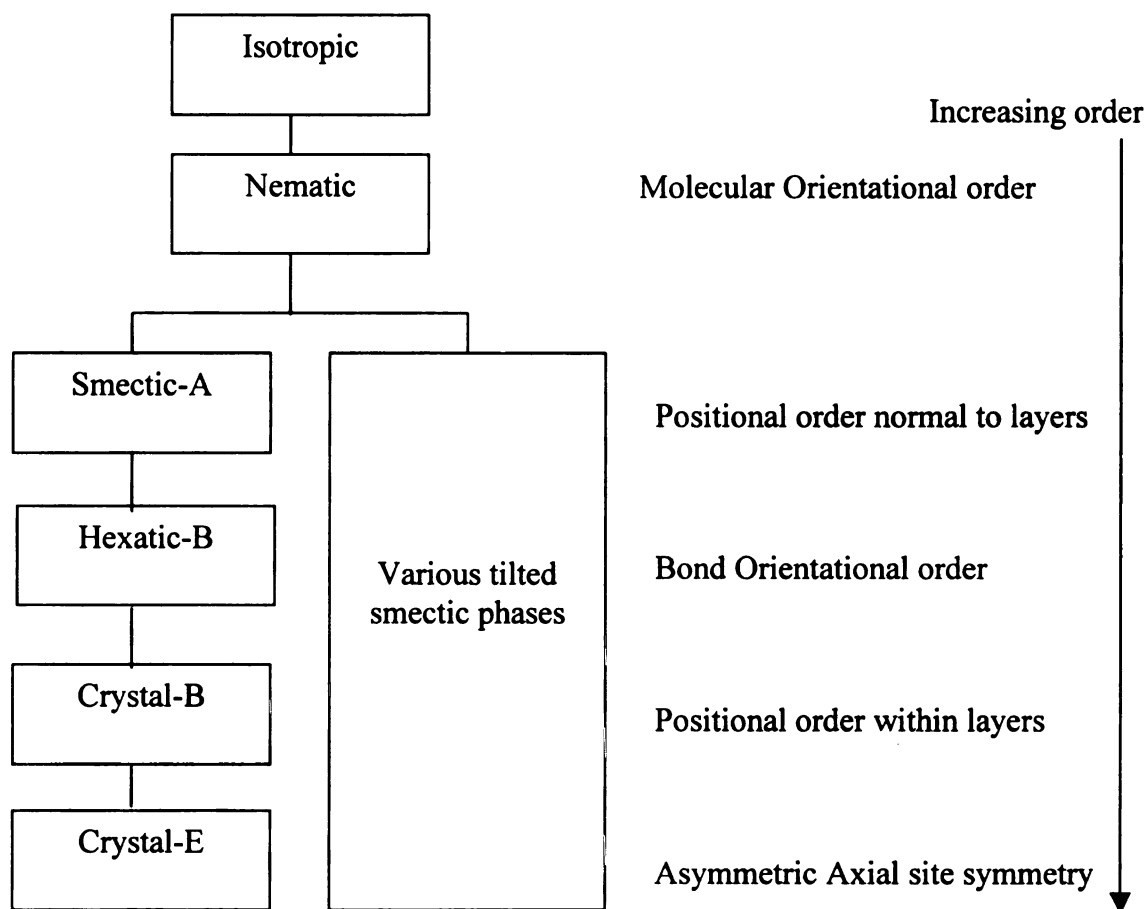 Isotropic
Increasing order
Nematic
Molecular Orientational order
Smectic-A
Positional order normal to layers
Hexatic-B
Various tilted
smectic phases
Bond Orientational order
Crystal-B
Positional order within layers
Crystal-E
Asymmetric Axial site symmetry